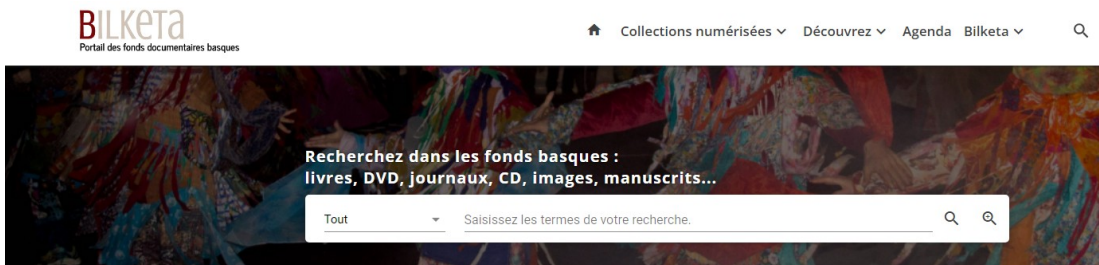 BILKETA
Portail des fonds documentaires basques
Collections numérisées Découvrez Agenda Bilketa
Recherchez dans les fonds basques :
livres, DVD, journaux, CD, images, manuscrits...
Tout Saisissez les termes de votre recherche.